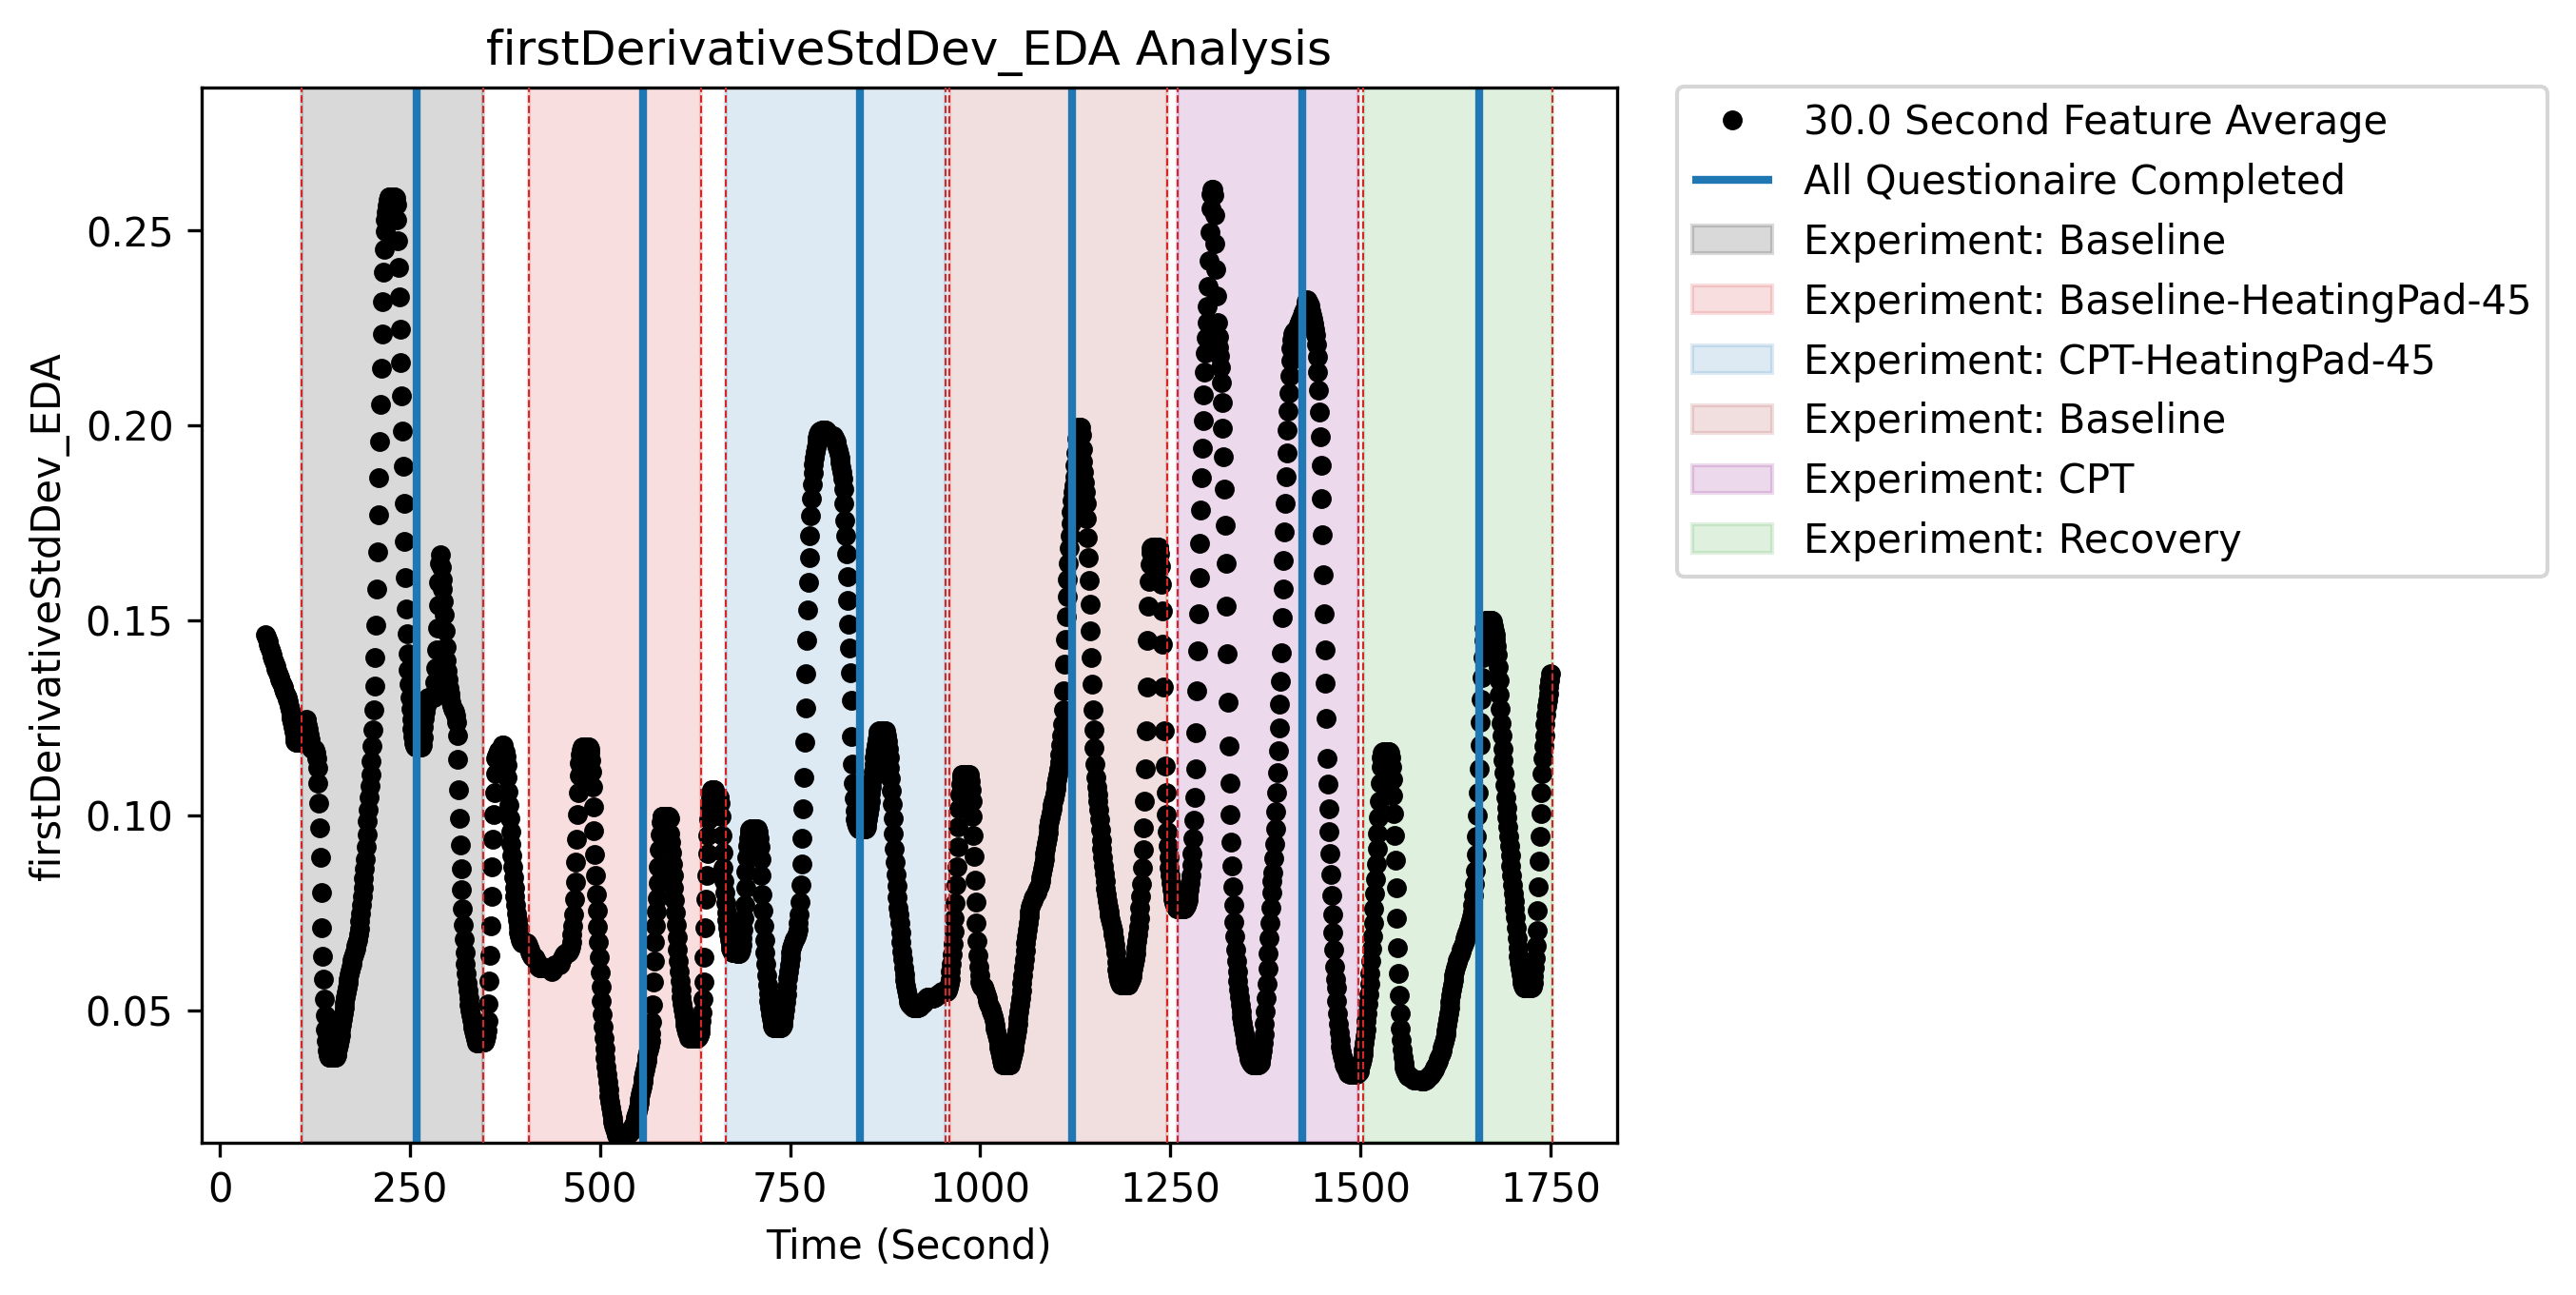 firstDerivativeStdDev_EDA Analysis
firstDerivativeStdDev_EDA
0.25
0.20
0.15
0.10
0.05
0 250 500 750 1000 1250 1500 1750
Time (Second)
30.0 Second Feature Average
All Questionaire Completed
Experiment: Baseline
Experiment: Baseline-HeatingPad-45
Experiment: CPT-HeatingPad-45
Experiment: Baseline
Experiment: CPT
Experiment: Recovery